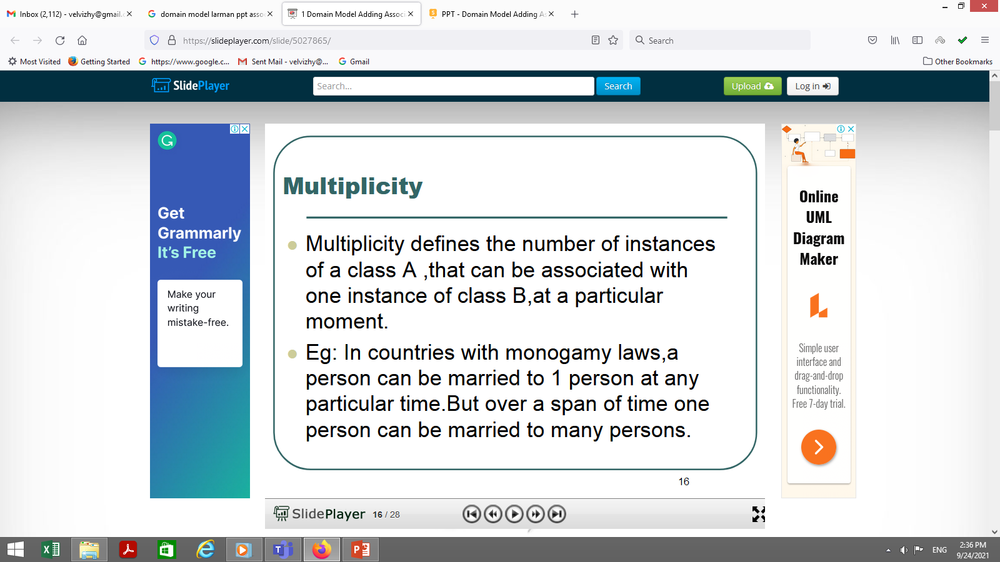 Inbox (2,112) - velvizhy@gmail.c
domain model larman ppt asso
1 Domain Model Adding Associ
PPT - Domain Model Adding As
https://slideplayer.com/slide/5027865/
Search
Most Visited
Getting Started
https://www.google.c...
Sent Mail - velvizhy@...
Gmail
Other Bookmarks
SlidePlayer
Search...
Search
Upload
Log in
Get
Grammarly
It's Free
Make your
writing
mistake-free.
Multiplicity
Multiplicity defines the number of instances
of a class A ,that can be associated with
one instance of class B,at a particular
moment.
Eg: In countries with monogamy laws,a
person can be married to 1 person at any
particular time.But over a span of time one
person can be married to many persons.
16
Online
UML
Diagram
Maker
Simple user
interface and
drag-and-drop
functionality.
Free 7-day trial.
SlidePlayer 16 / 28
ENG
2:36 PM
9/24/2021